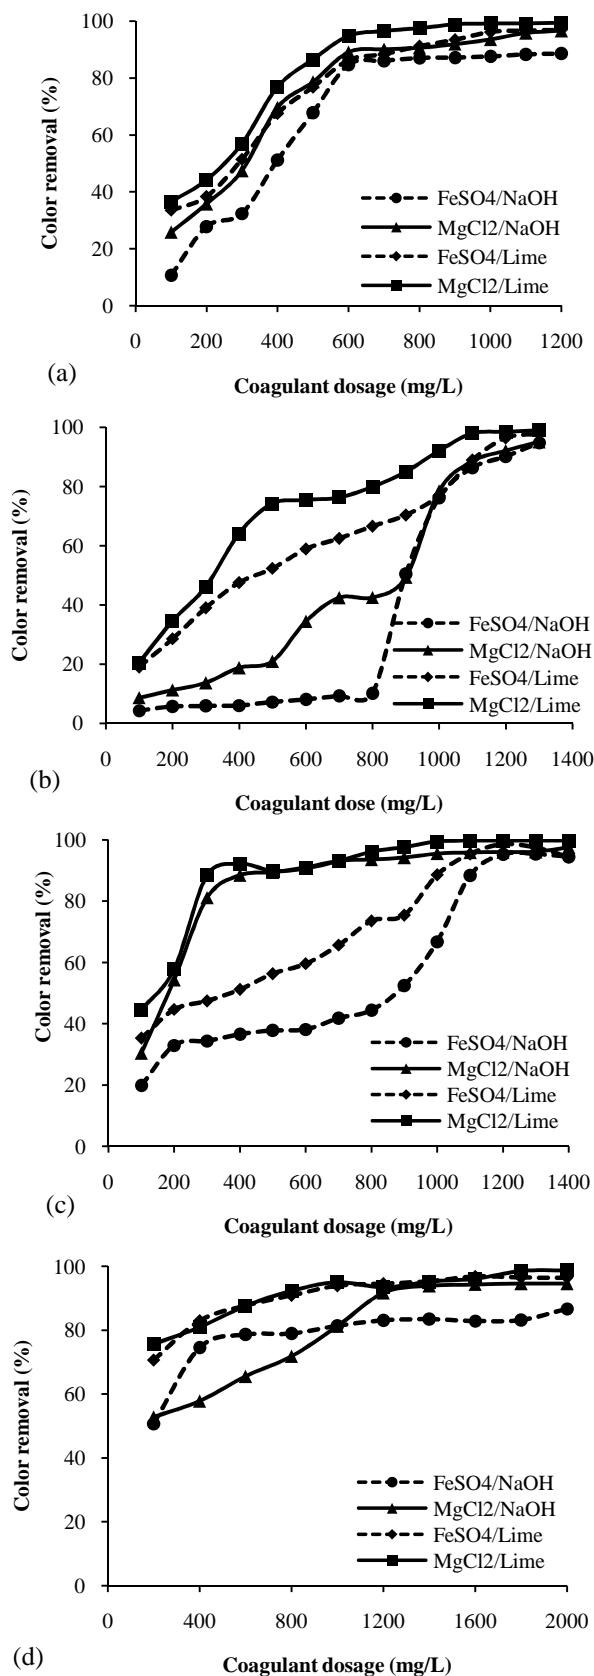 100
80
60
40
20
0
Color removal (%)
FeSO4/NaOH
MgCl2/NaOH
FeSO4/Lime
MgCl2/Lime
0 200 400 600 800 1000 1200
(a)
Coagulant dosage (mg/L)
100
80
60
40
20
0
Color removal (%)
FeSO4/NaOH
MgCl2/NaOH
FeSO4/Lime
MgCl2/Lime
0 200 400 600 800 1000 1200 1400
(b)
Coagulant dose (mg/L)
100
80
60
40
20
0
Color removal (%)
FeSO4/NaOH
MgCl2/NaOH
FeSO4/Lime
MgCl2/Lime
0 200 400 600 800 1000 1200 1400
(c)
Coagulant dosage (mg/L)
100
80
60
40
20
0
Color removal (%)
FeSO4/NaOH
MgCl2/NaOH
FeSO4/Lime
MgCl2/Lime
0 400 800 1200 1600 2000
(d)
Coagulant dosage (mg/L)